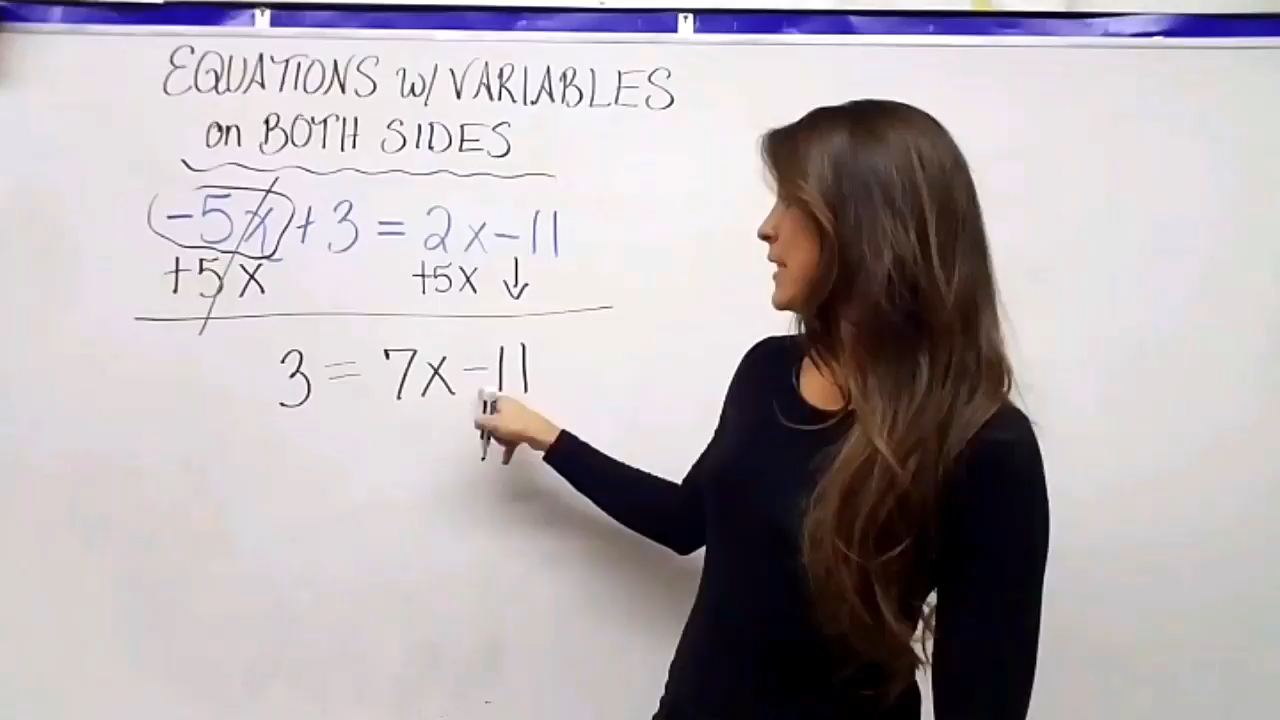 EQUATIONS w/ VARIABLES
on BOTH SIDES
-5x + 3 = 2x - 11
+5x +5x ↓
3 = 7x - 11